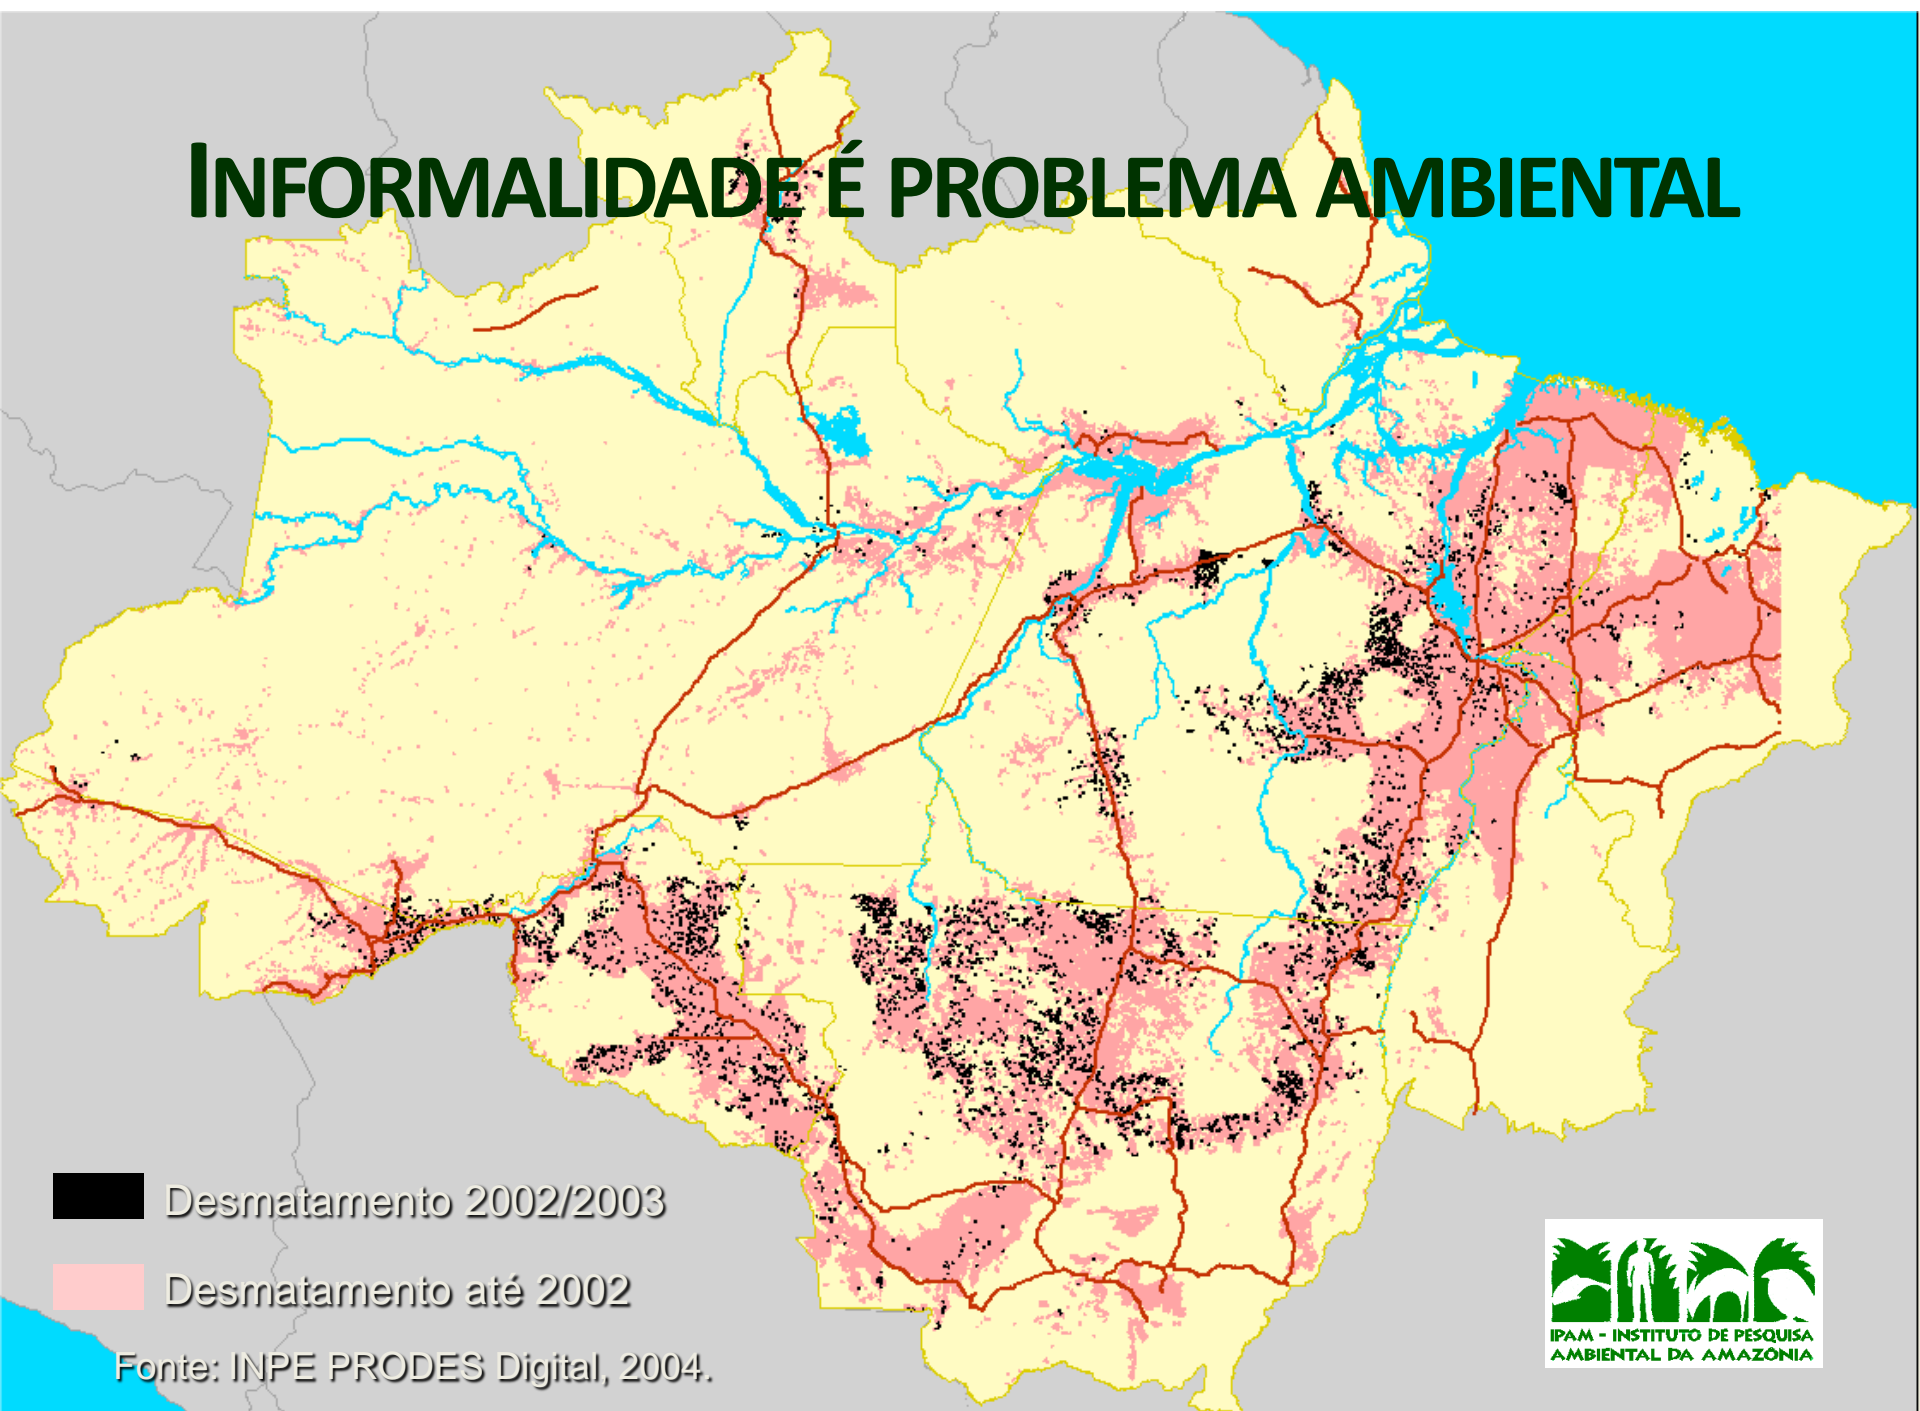 INFORMALIDADE É PROBLEMA AMBIENTAL
Desmatamento 2002/2003
Desmatamento até 2002
Fonte: INPE PRODES Digital, 2004.
IPAM - INSTITUTO DE PESQUISA
AMBIENTAL DA AMAZÔNIA